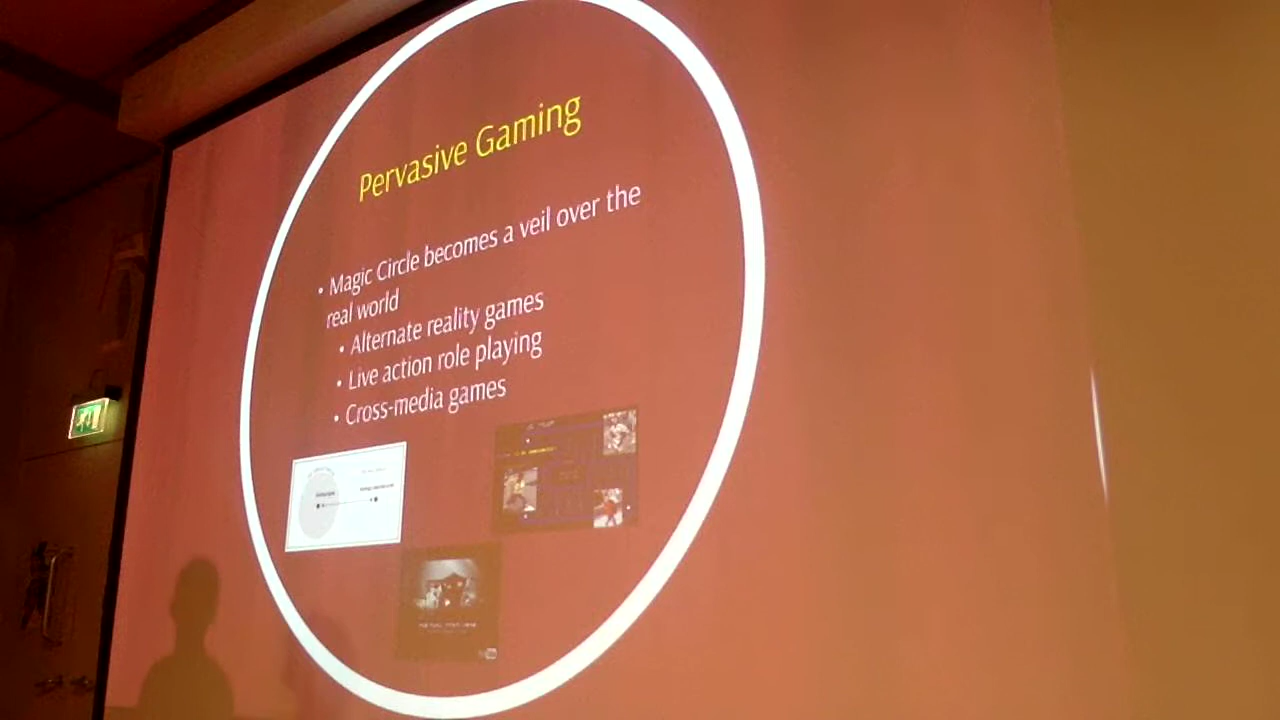 Pervasive Gaming
• Magic Circle becomes a veil over the
real world
• Alternate reality games
• Live action role playing
• Cross-media games